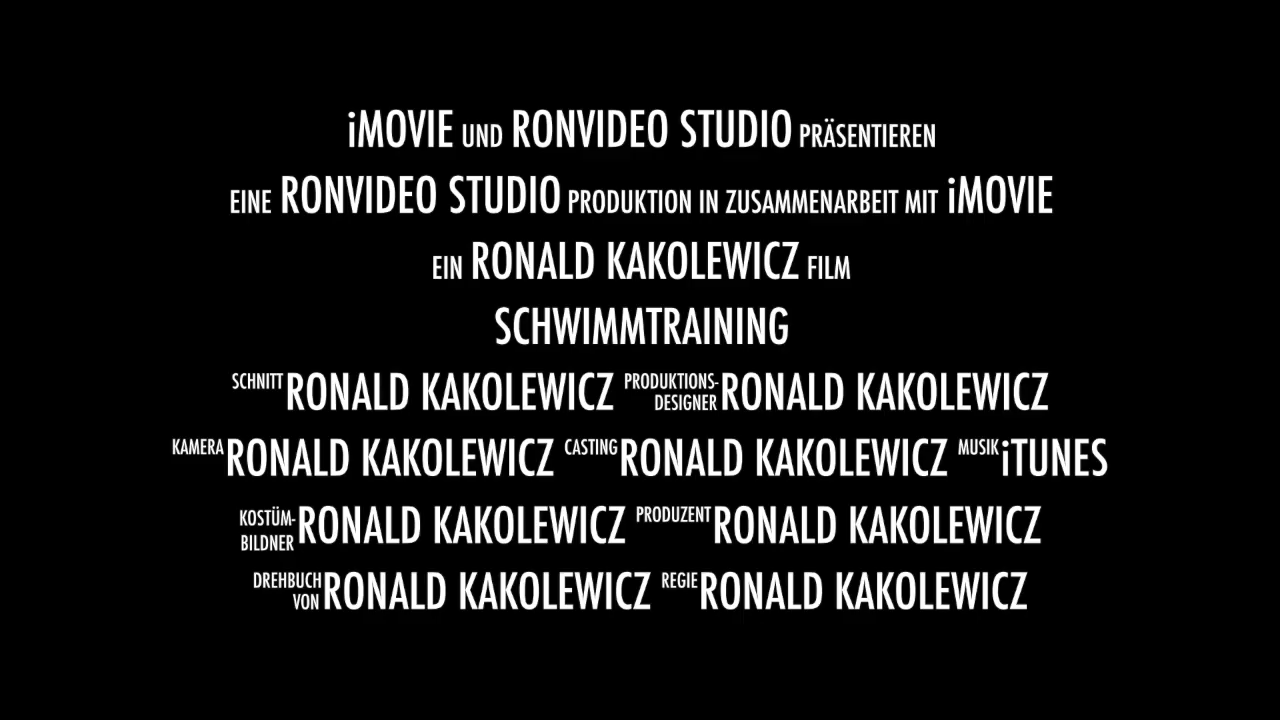 iMOVIE UND RONVIDEO STUDIO PRÄSENTIEREN
EINE RONVIDEO STUDIO PRODUKTION IN ZUSAMMENARBEIT MIT iMOVIE
EIN RONALD KAKOLEWICZ FILM
SCHWIMMTRAINING
SCHNITT RONALD KAKOLEWICZ PRODUKTIONS-DESIGNER RONALD KAKOLEWICZ
KAMERA RONALD KAKOLEWICZ CASTING RONALD KAKOLEWICZ MUSIK iTUNES
KOSTÜM-BILDNER RONALD KAKOLEWICZ PRODUZENT RONALD KAKOLEWICZ
DREHBUCH VON RONALD KAKOLEWICZ REGIE RONALD KAKOLEWICZ